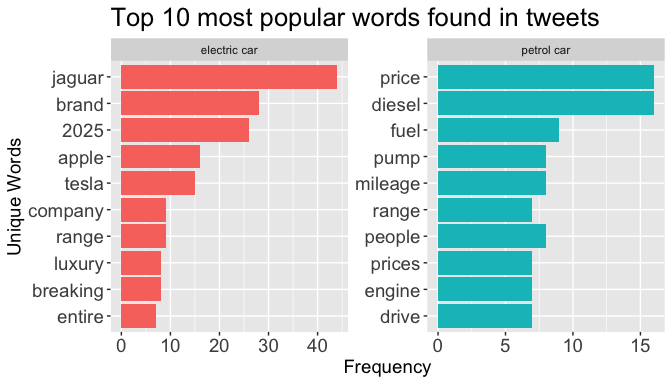 Top 10 most popular words found in tweets
electric car
petrol car
Unique Words
jaguar
brand
2025
apple
tesla
company
range
luxury
breaking
entire
0 10 20 30 40
price
diesel
fuel
pump
mileage
range
people
prices
engine
drive
0 5 10 15
Frequency